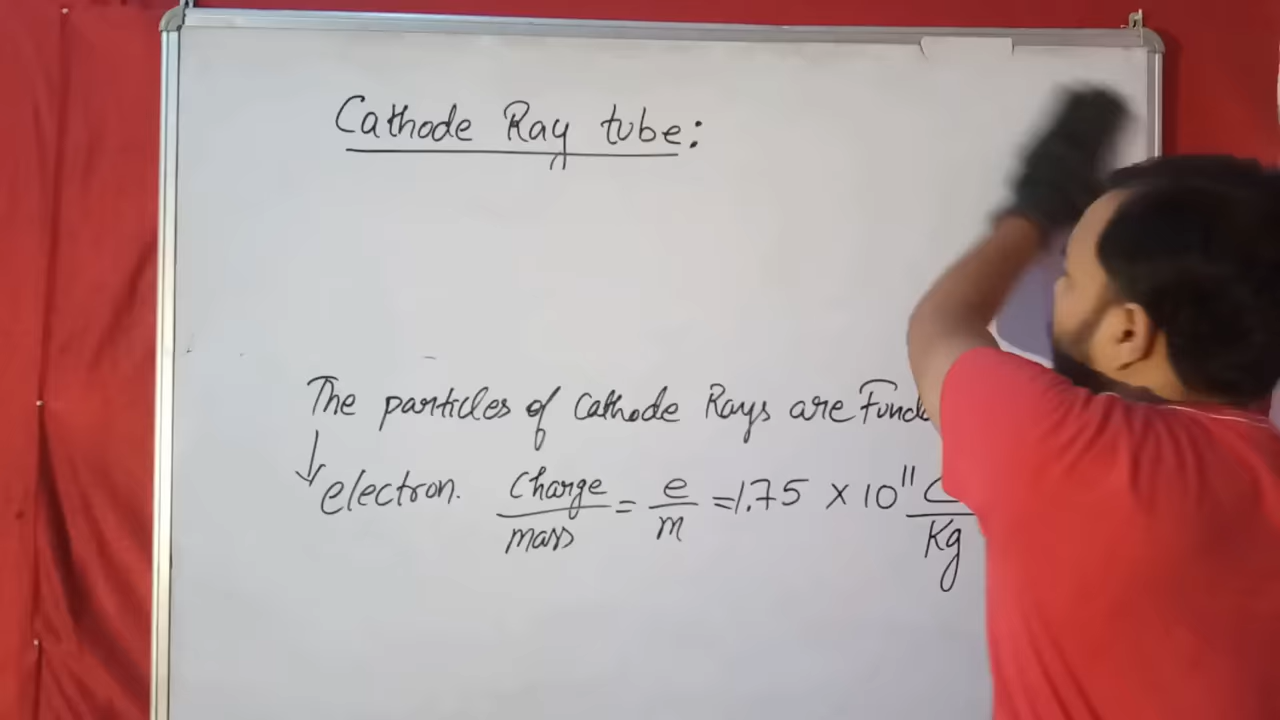 Cathode Ray tube:
The particles of Cathode Rays are
electron. Charge/mass = e/m = 1.75 × 10¹¹ C/Kg